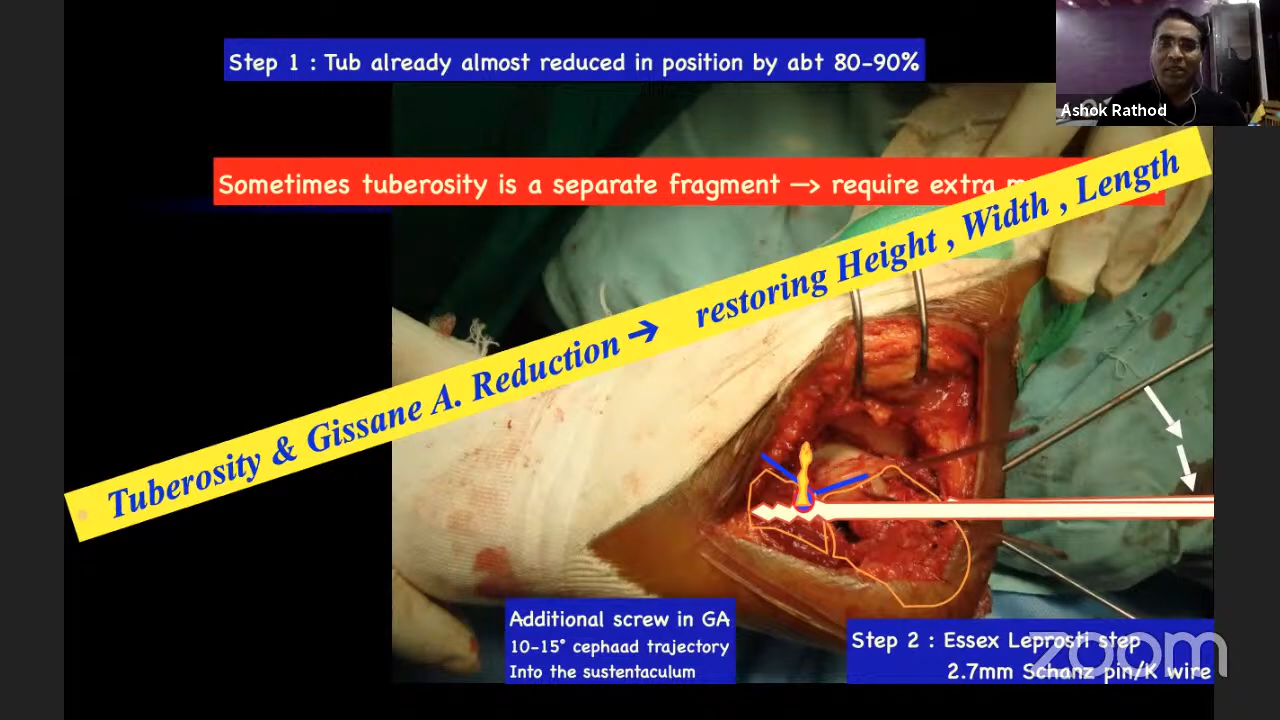 Step 1 : Tub already almost reduced in position by abt 80-90%
Ashok Rathod
Sometimes tuberosity is a separate fragment —> require extra
Tuberosity & Gissane A. Reduction → restoring Height , Width , Length
Additional screw in GA
10-15° cephaad trajectory
Into the sustentaculum
Step 2 : Essex Leprosti step
2.7mm Schanz pin/K wire
zoom